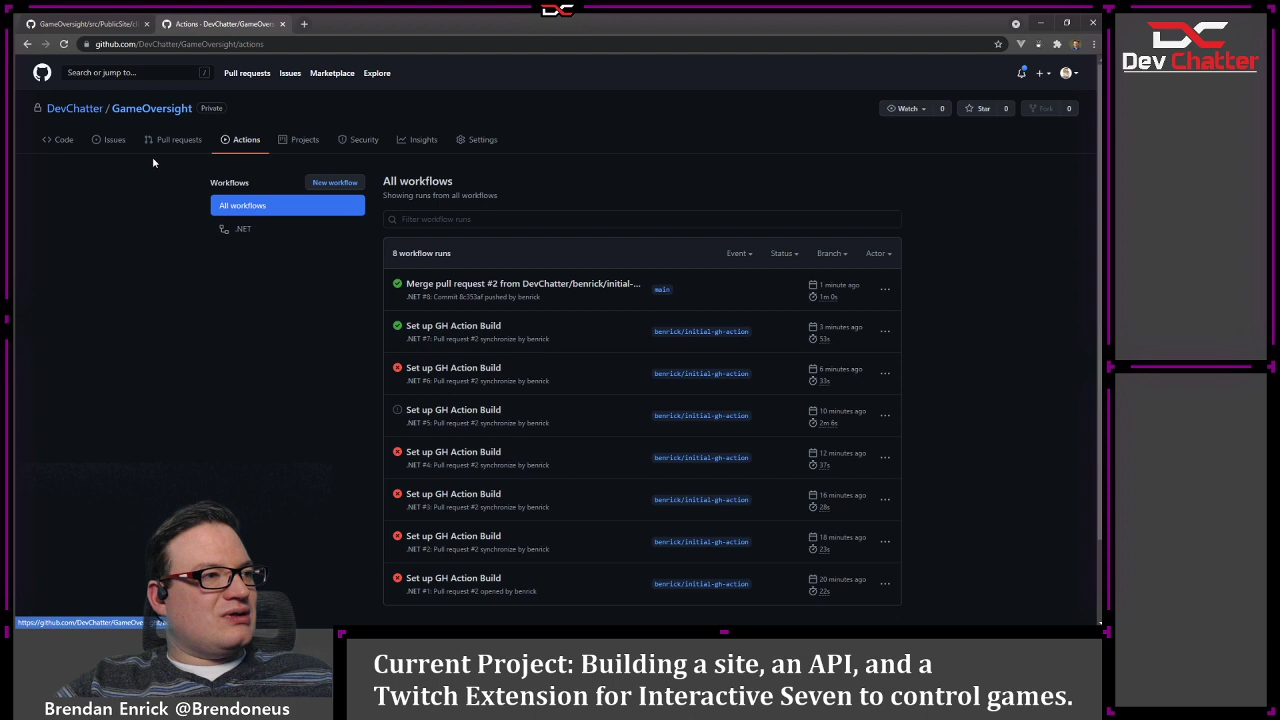 DC
GameOversight/src/PublicSite/c
Actions · DevChatter/GameOvers
github.com/DevChatter/GameOversight/actions
Search or jump to...
/
Pull requests
Issues
Marketplace
Explore
DevChatter / GameOversight
Private
Watch
0
Star
0
Fork
0
Code
Issues
Pull requests
Actions
Projects
Security
Insights
Settings
Workflows
New workflow
All workflows
.NET
All workflows
Showing runs from all workflows
Filter workflow runs
8 workflow runs
Event
Status
Branch
Actor
Merge pull request #2 from DevChatter/benrick/initial-...
.NET #8: Commit 8c353af pushed by benrick
main
1 minute ago
1m 0s
Set up GH Action Build
.NET #7: Pull request #2 synchronize by benrick
benrick/initial-gh-action
3 minutes ago
53s
Set up GH Action Build
.NET #6: Pull request #2 synchronize by benrick
benrick/initial-gh-action
6 minutes ago
33s
Set up GH Action Build
.NET #5: Pull request #2 synchronize by benrick
benrick/initial-gh-action
10 minutes ago
2m 6s
Set up GH Action Build
.NET #4: Pull request #2 synchronize by benrick
benrick/initial-gh-action
12 minutes ago
37s
Set up GH Action Build
.NET #3: Pull request #2 synchronize by benrick
benrick/initial-gh-action
16 minutes ago
28s
Set up GH Action Build
.NET #2: Pull request #2 synchronize by benrick
benrick/initial-gh-action
18 minutes ago
23s
Set up GH Action Build
.NET #1: Pull request #2 opened by benrick
benrick/initial-gh-action
20 minutes ago
22s
https://github.com/DevChatter/GameOve
DC
Dev Chatter
Current Project: Building a site, an API, and a
Twitch Extension for Interactive Seven to control games.
Brendan Enrick @Brendoneus